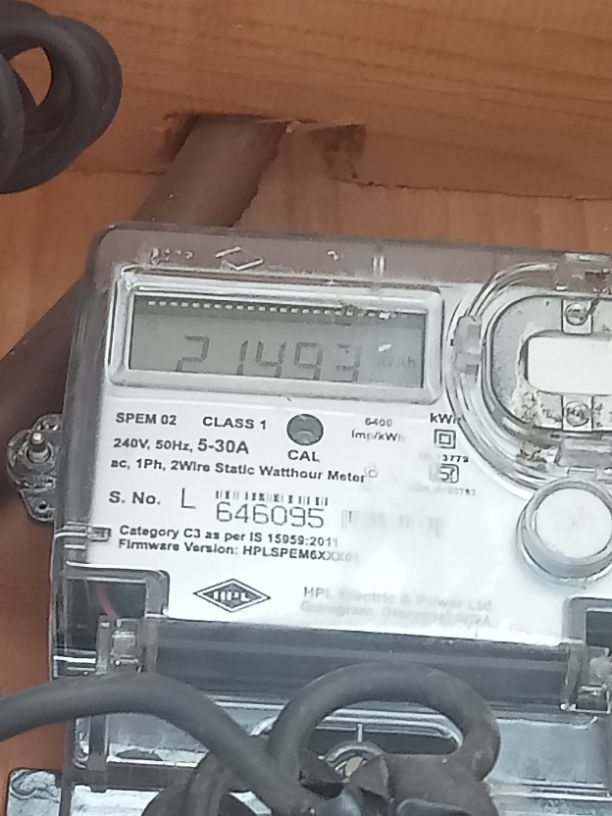 21493 kVAh
SPEM 02 CLASS 1
6400
imp/kWh
kWh
240V, 50Hz, 5-30A
CAL
ac, 1Ph, 2Wire Static Watthour Meter
S. No. L 646095
Category C3 as per IS 15959:2011
Firmware Version: HPLSPEM6XXX01
HPL
HPL Electric & Power Ltd.